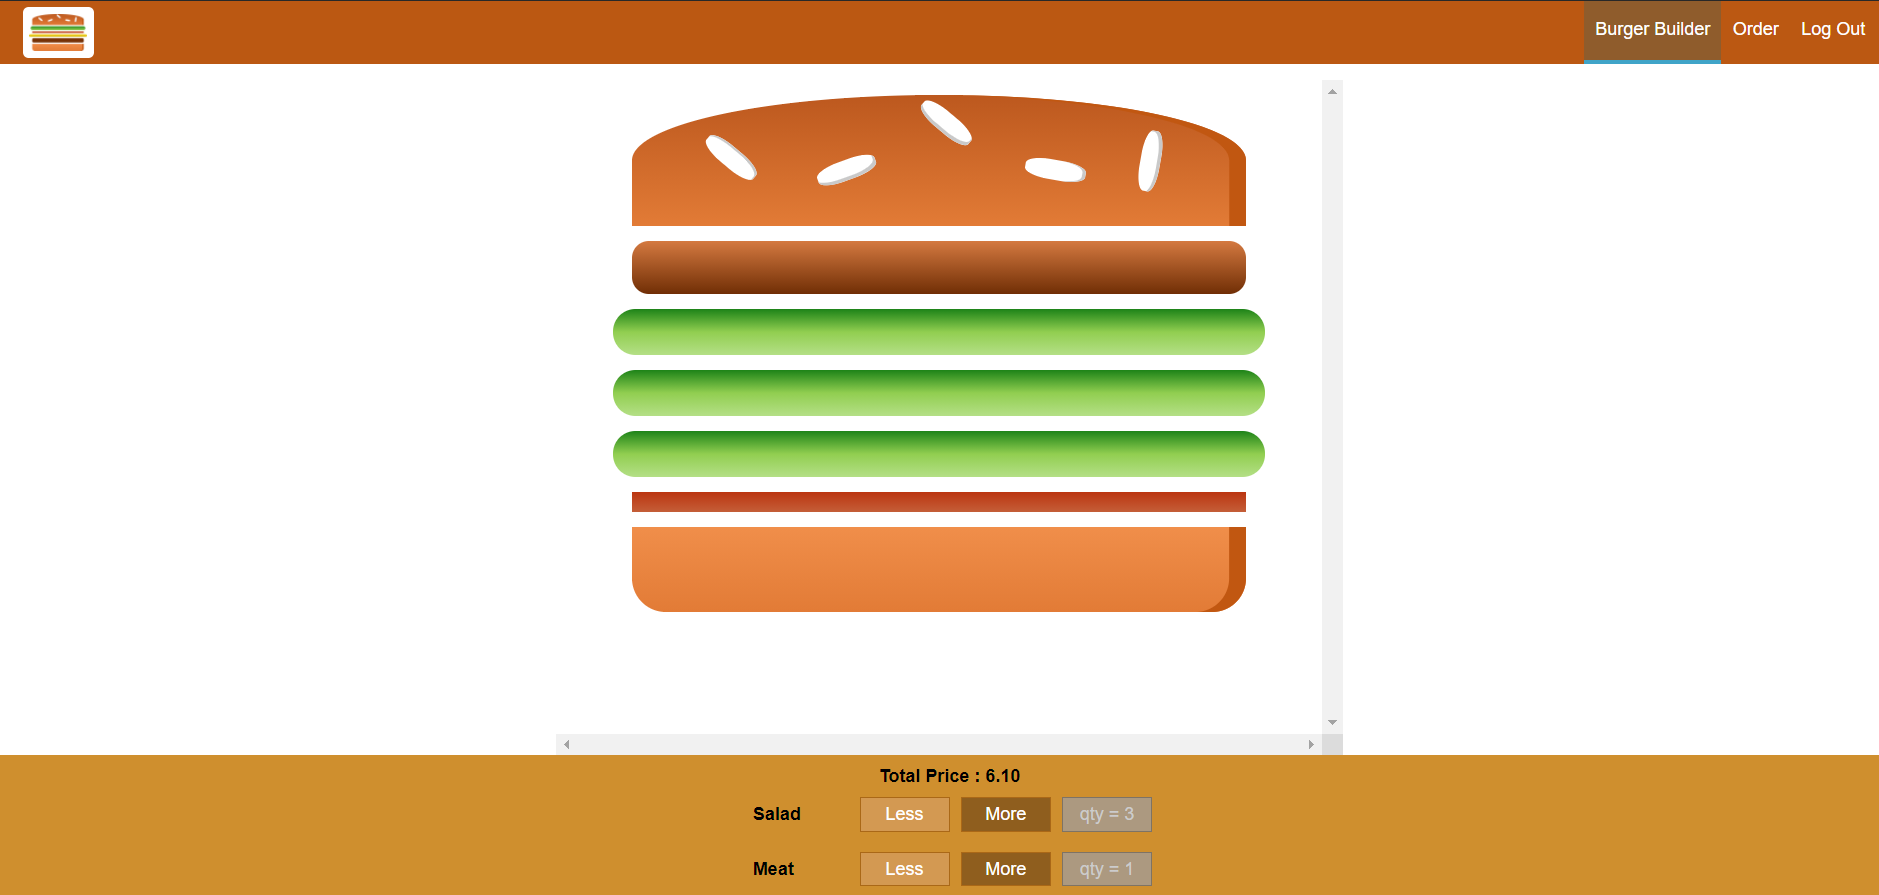 Burger Builder Order Log Out
Total Price : 6.10
Salad Less More qty = 3
Meat Less More qty = 1